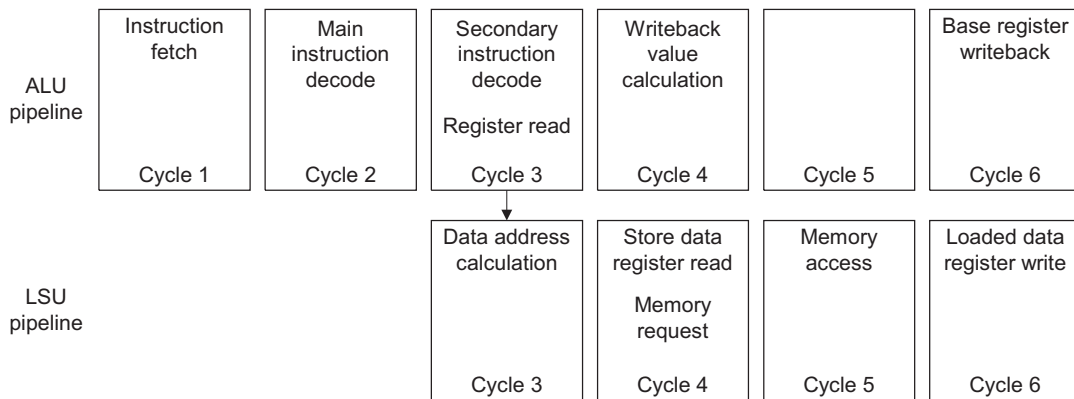 ALU
pipeline
Instruction
fetch
Cycle 1
Main
instruction
decode
Cycle 2
Secondary
instruction
decode
Register read
Cycle 3
Writeback
value
calculation
Cycle 4
Cycle 5
Base register
writeback
Cycle 6
LSU
pipeline
Data address
calculation
Cycle 3
Store data
register read
Memory
request
Cycle 4
Memory
access
Cycle 5
Loaded data
register write
Cycle 6